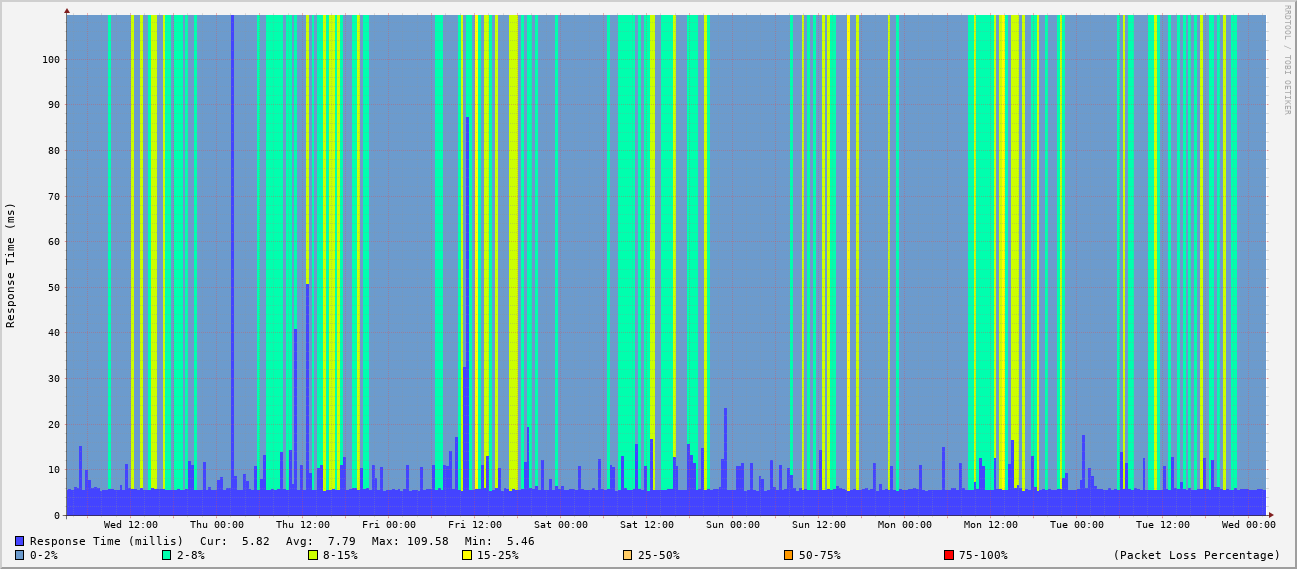 RRDTOOL / TOBI OETIKER
Response Time (ms)
100
90
80
70
60
50
40
30
20
10
0
Wed 12:00 Thu 00:00 Thu 12:00 Fri 00:00 Fri 12:00 Sat 00:00 Sat 12:00 Sun 00:00 Sun 12:00 Mon 00:00 Mon 12:00 Tue 00:00 Tue 12:00 Wed 00:00
Response Time (millis) Cur: 5.82 Avg: 7.79 Max: 109.58 Min: 5.46
0-2% 2-8% 8-15% 15-25% 25-50% 50-75% 75-100% (Packet Loss Percentage)